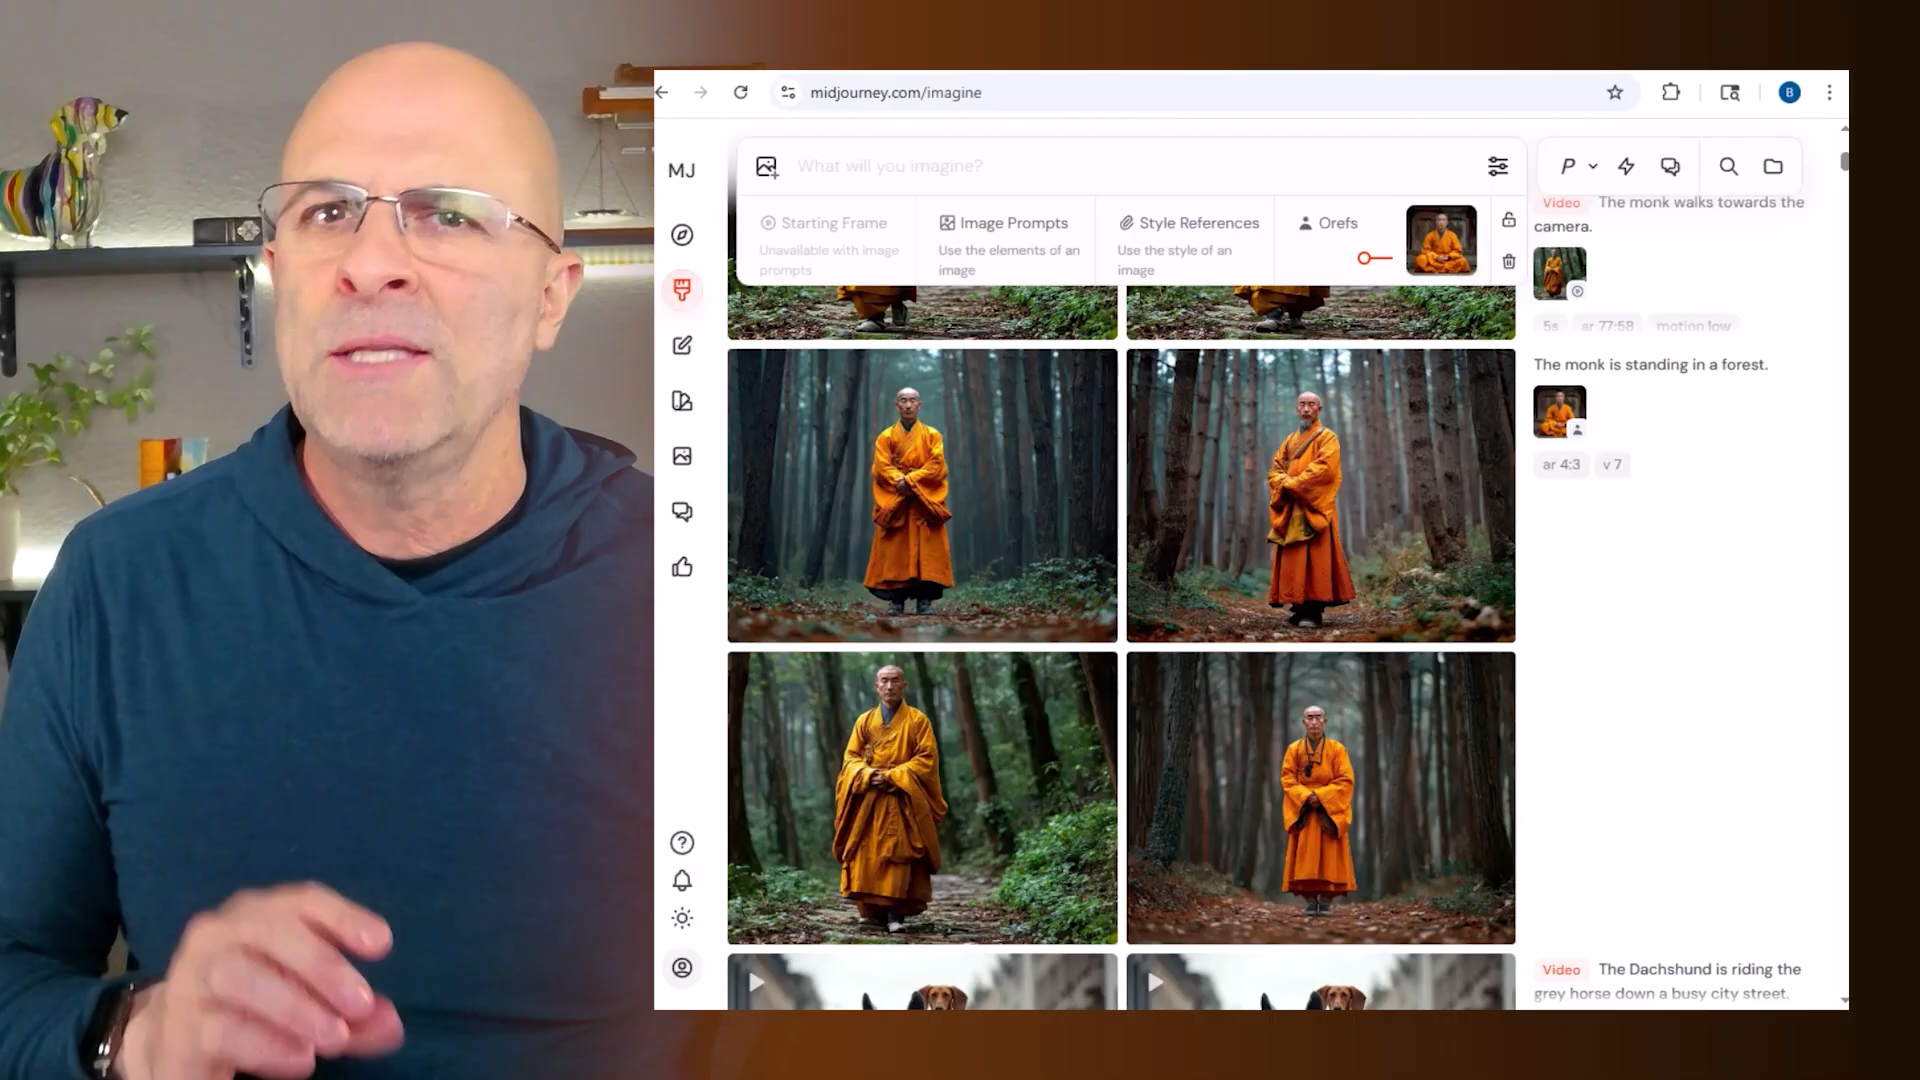 midjourney.com/imagine
B
MJ
What will you imagine?
P
Starting Frame
Unavailable with image
prompts
Image Prompts
Use the elements of an
image
Style References
Use the style of an
image
Orefs
Video The monk walks towards the
camera.
5s ar 77:58 motion low
The monk is standing in a forest.
ar 4:3 v 7
Video The Dachshund is riding the
grey horse down a busy city street.